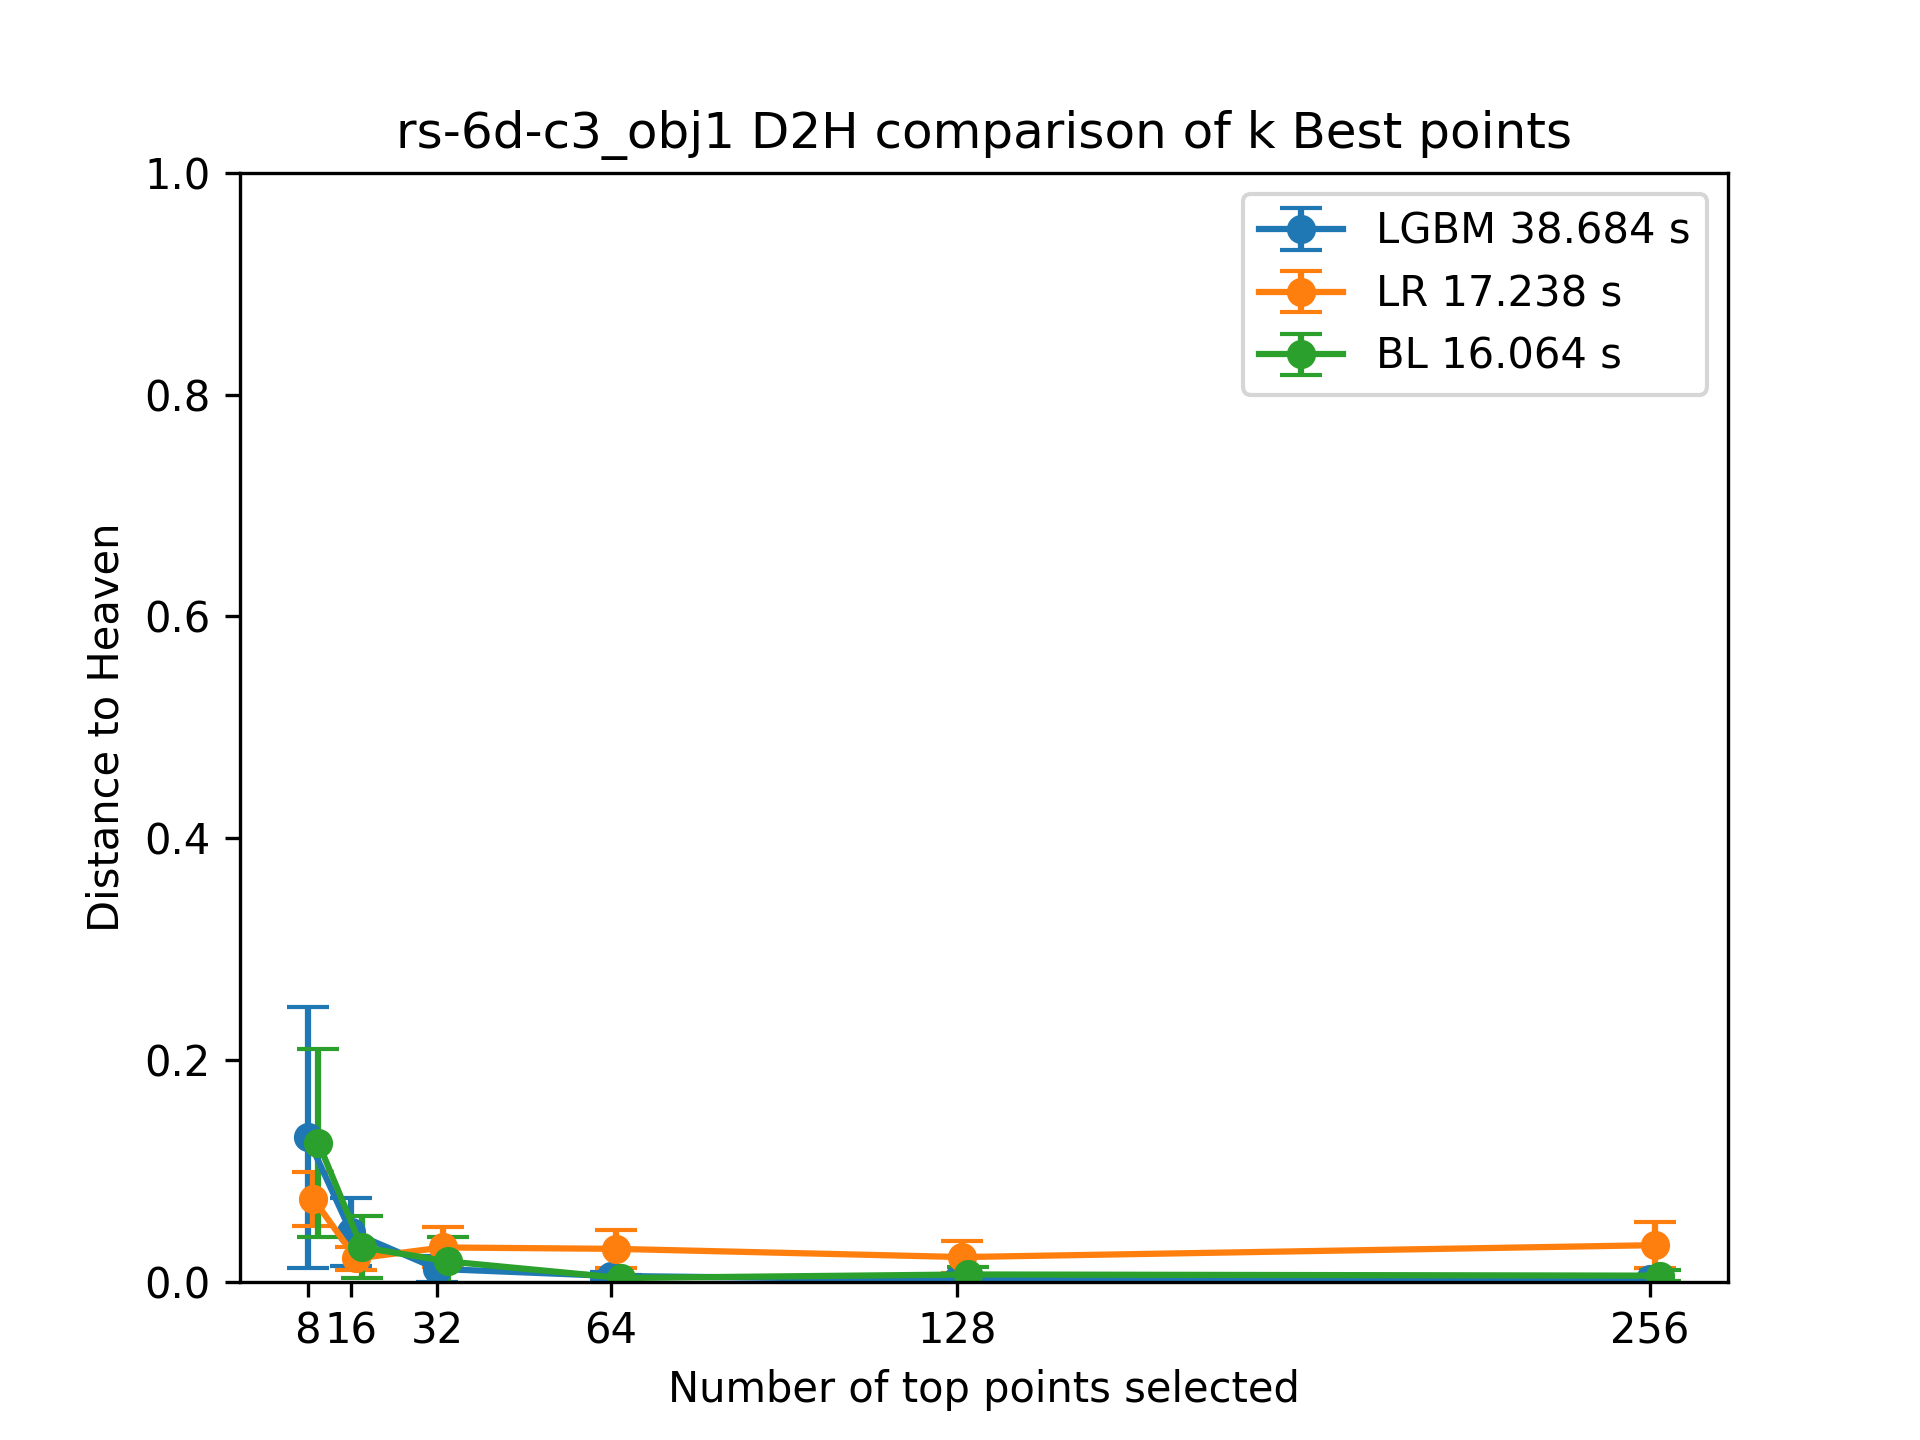 rs-6d-c3_obj1 D2H comparison of k Best points
1.0
0.8
0.6
0.4
0.2
0.0
Distance to Heaven
LGBM 38.684 s
LR 17.238 s
BL 16.064 s
8 16 32 64 128 256
Number of top points selected